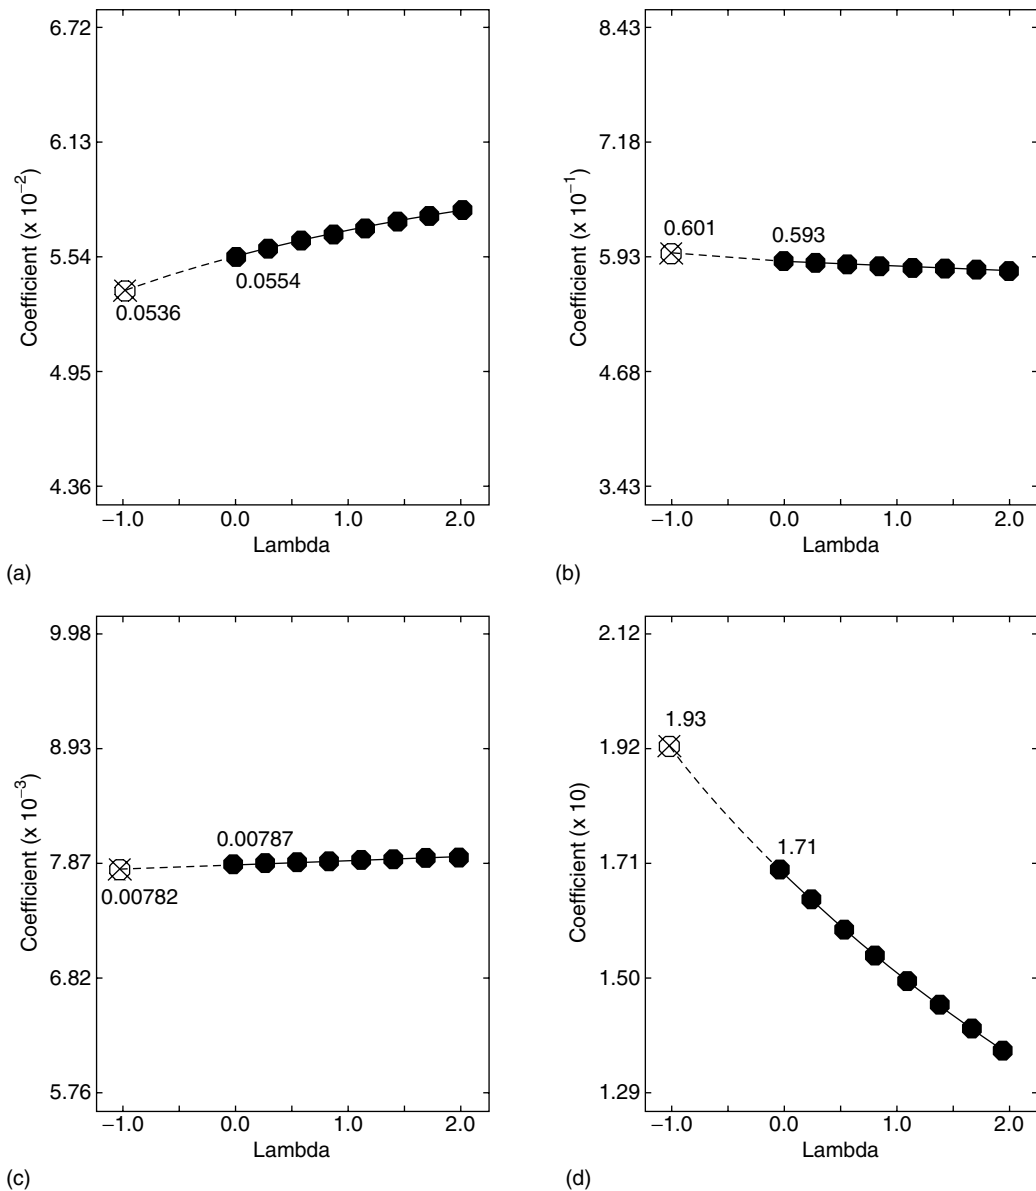 6.72
6.13
5.54
4.95
4.36
Coefficient (x 10⁻²)
0.0536
0.0554
−1.0 0.0 1.0 2.0
Lambda
(a)
8.43
7.18
5.93
4.68
3.43
Coefficient (x 10⁻¹)
0.601
0.593
−1.0 0.0 1.0 2.0
Lambda
(b)
9.98
8.93
7.87
6.82
5.76
Coefficient (x 10⁻³)
0.00787
0.00782
−1.0 0.0 1.0 2.0
Lambda
(c)
2.12
1.92
1.71
1.50
1.29
Coefficient (x 10)
1.93
1.71
−1.0 0.0 1.0 2.0
Lambda
(d)